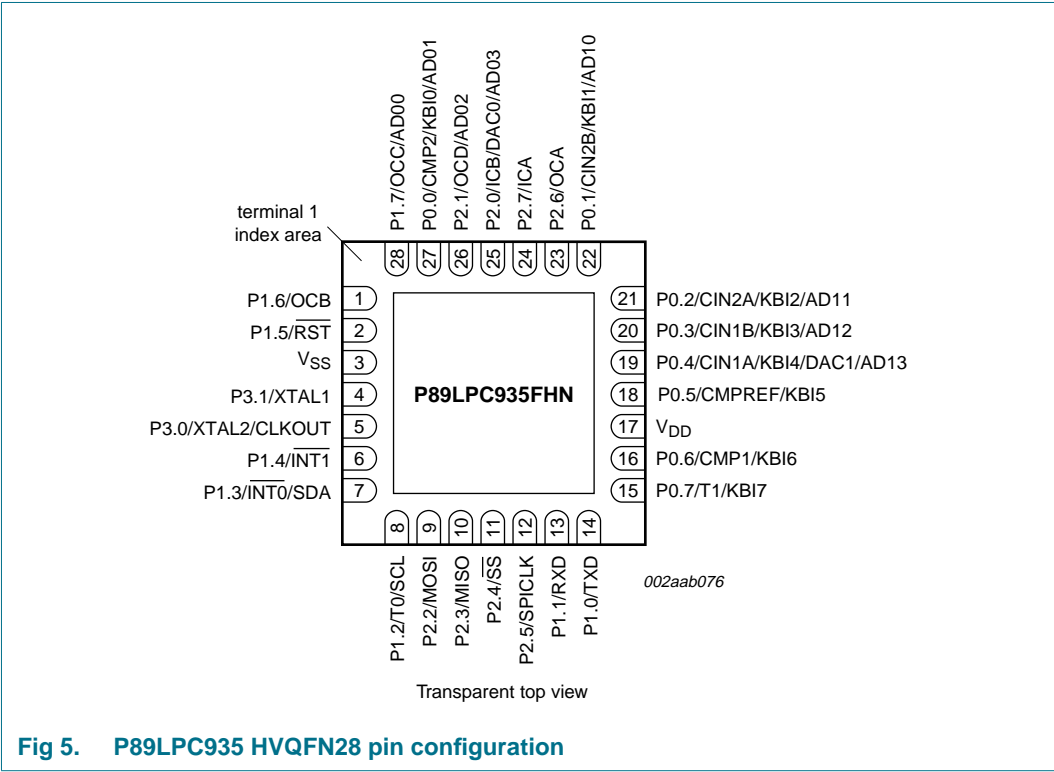 P1.7/OCC/AD00
P0.0/CMP2/KBI0/AD01
P2.1/OCD/AD02
P2.0/ICB/DAC0/AD03
P2.7/ICA
P2.6/OCA
P0.1/CIN2B/KBI1/AD10
terminal 1
index area
28
27
26
25
24
23
22
P1.6/OCB 1
P1.5/RST 2
VSS 3
P3.1/XTAL1 4
P3.0/XTAL2/CLKOUT 5
P1.4/INT1 6
P1.3/INT0/SDA 7
P89LPC935FHN
21 P0.2/CIN2A/KBI2/AD11
20 P0.3/CIN1B/KBI3/AD12
19 P0.4/CIN1A/KBI4/DAC1/AD13
18 P0.5/CMPREF/KBI5
17 VDD
16 P0.6/CMP1/KBI6
15 P0.7/T1/KBI7
8
9
10
11
12
13
14
P1.2/T0/SCL
P2.2/MOSI
P2.3/MISO
P2.4/SS
P2.5/SPICLK
P1.1/RXD
P1.0/TXD
002aab076
Transparent top view
Fig 5. P89LPC935 HVQFN28 pin configuration